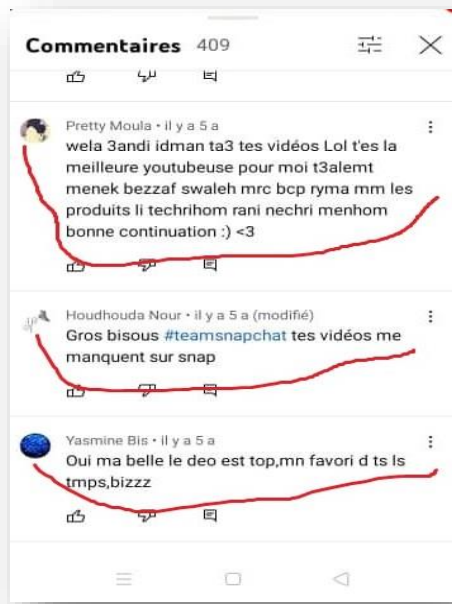 Commentaires 409
Pretty Moula • il y a 5 a
wela 3andi idman ta3 tes vidéos Lol t'es la
meilleure youtubeuse pour moi t3alemt
menek bezzaf swaleh mrc bcp ryma mm les
produits li techrihom rani nechri menhom
bonne continuation :) <3
Houdhouda Nour • il y a 5 a (modifié)
Gros bisous #teamsnapchat tes vidéos me
manquent sur snap
Yasmine Bis • il y a 5 a
Oui ma belle le deo est top,mn favori d ts ls
tmps,bizzz